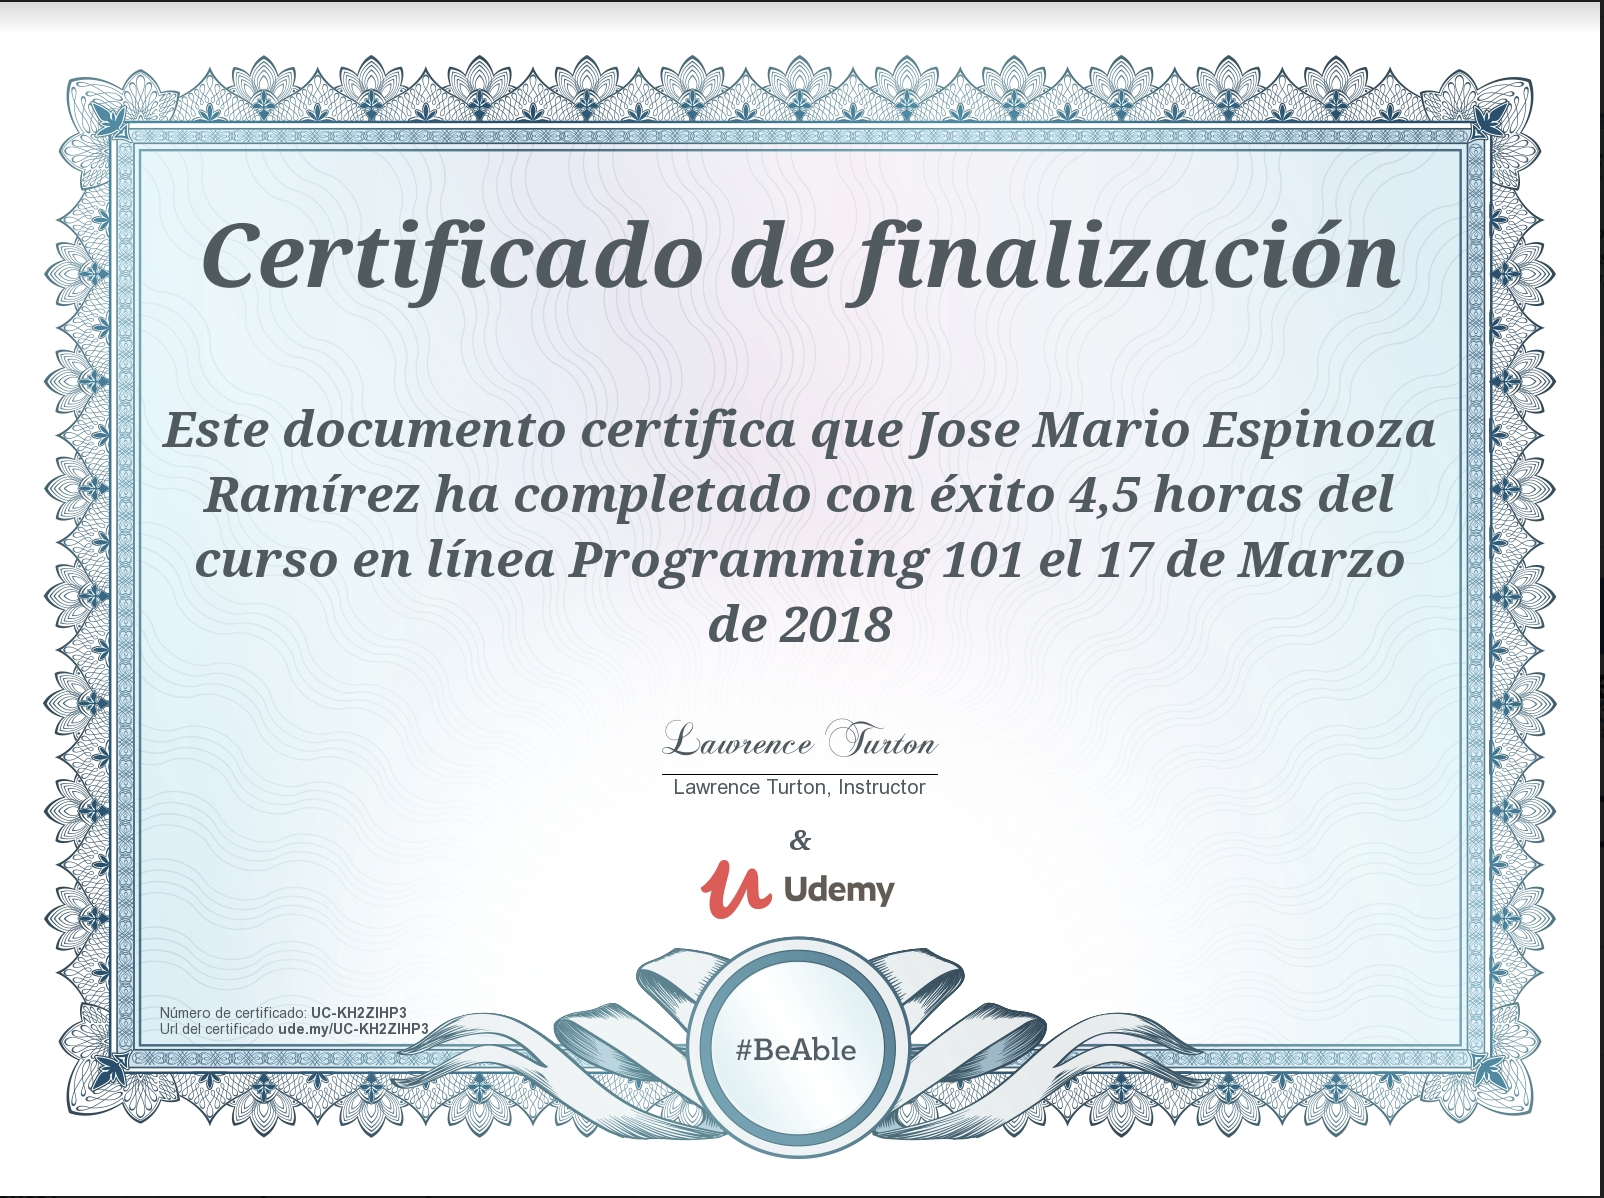 Certificado de finalización
Este documento certifica que Jose Mario Espinoza
Ramírez ha completado con éxito 4,5 horas del
curso en línea Programming 101 el 17 de Marzo
de 2018
Lawrence Turton
Lawrence Turton, Instructor
&
Udemy
Número de certificado: UC-KH2ZIHP3
Url del certificado ude.my/UC-KH2ZIHP3
#BeAble